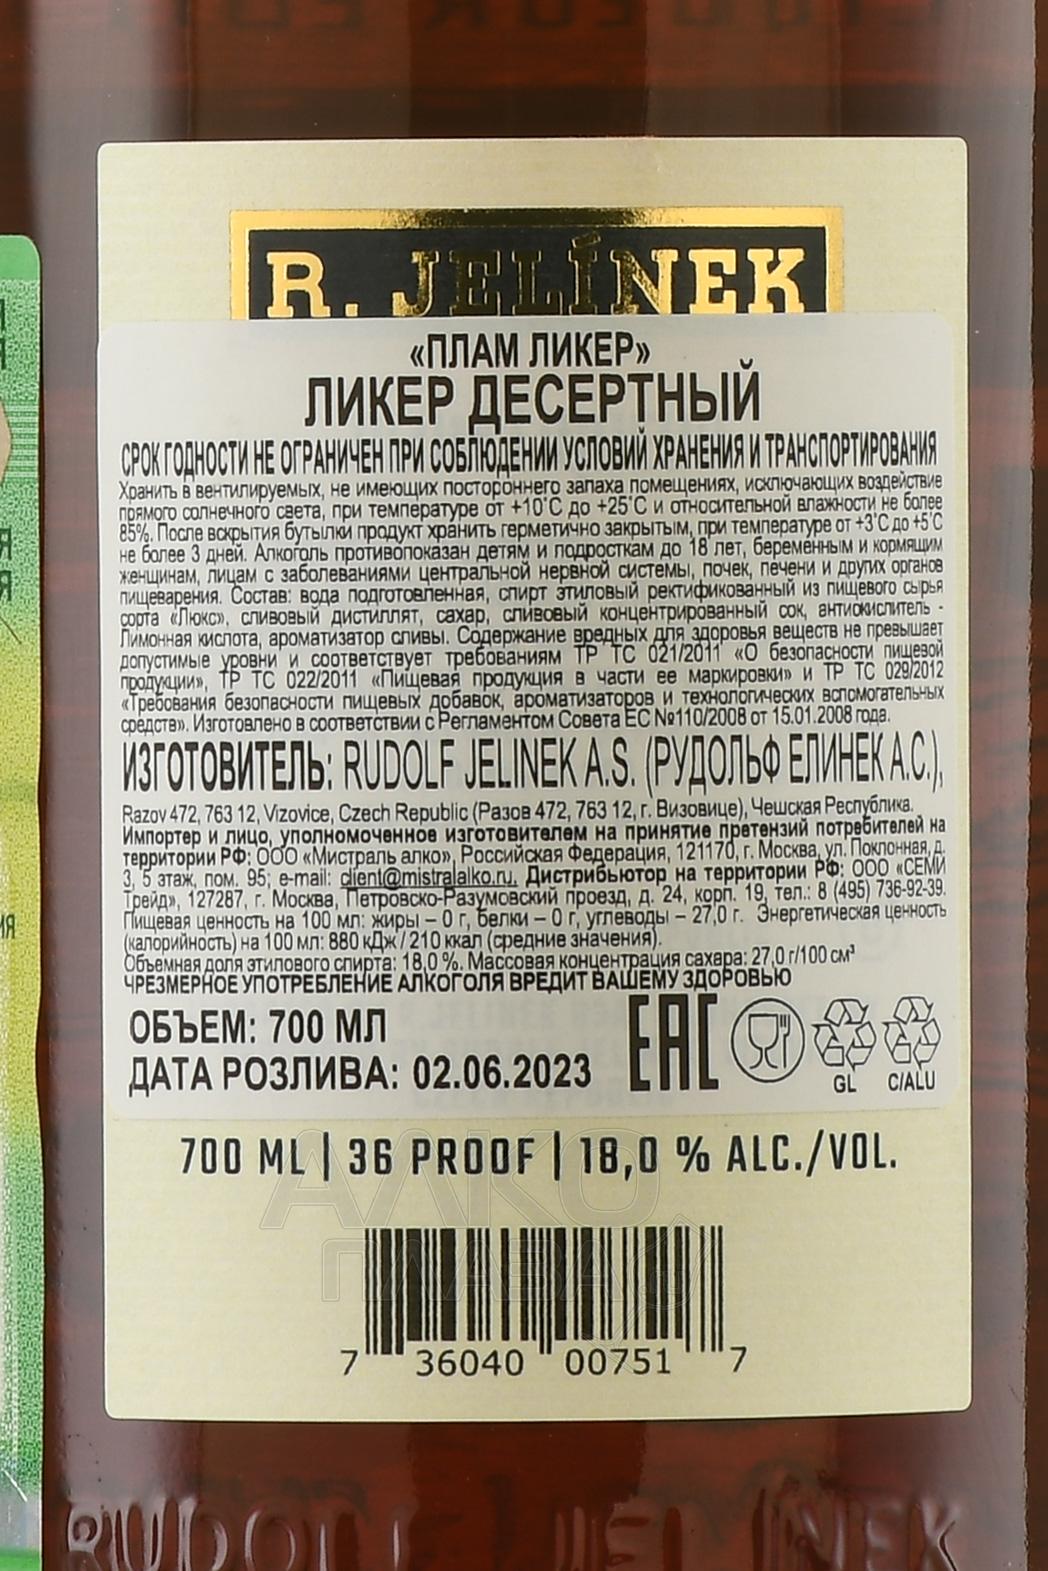 R. JELÍNEK
«ПЛАМ ЛИКЕР»
ЛИКЕР ДЕСЕРТНЫЙ
СРОК ГОДНОСТИ НЕ ОГРАНИЧЕН ПРИ СОБЛЮДЕНИИ УСЛОВИЙ ХРАНЕНИЯ И ТРАНСПОРТИРОВАНИЯ
Хранить в вентилируемых, не имеющих постороннего запаха помещениях, исключающих воздействие
прямого солнечного света, при температуре от +10°С до +25°С и относительной влажности не более
85%. После вскрытия бутылки продукт хранить герметично закрытым, при температуре от +3°С до +5°С
не более 3 дней. Алкоголь противопоказан детям и подросткам до 18 лет, беременным и кормящим
женщинам, лицам с заболеваниями центральной нервной системы, почек, печени и других органов
пищеварения. Состав: вода подготовленная, спирт этиловый ректификованный из пищевого сырья
сорта «Люкс», сливовый дистиллят, сахар, сливовый концентрированный сок, антиокислитель -
Лимонная кислота, ароматизатор сливы. Содержание вредных для здоровья веществ не превышает
допустимые уровни и соответствует требованиям ТР ТС 021/2011 «О безопасности пищевой
продукции», ТР ТС 022/2011 «Пищевая продукция в части ее маркировки» и ТР ТС 029/2012
«Требования безопасности пищевых добавок, ароматизаторов и технологических вспомогательных
средств». Изготовлено в соответствии с Регламентом Совета ЕС №110/2008 от 15.01.2008 года.
ИЗГОТОВИТЕЛЬ: RUDOLF JELINEK A.S. (РУДОЛЬФ ЕЛИНЕК А.С.),
Razov 472, 763 12, Vizovice, Czech Republic (Разов 472, 763 12, г. Визовице), Чешская Республика.
Импортер и лицо, уполномоченное изготовителем на принятие претензий потребителей на
территории РФ: ООО «Мистраль алко», Российская Федерация, 121170, г. Москва, ул. Поклонная, д.
3, 5 этаж, пом. 95; e-mail: client@mistralalko.ru. Дистрибьютор на территории РФ: ООО «СЕМИ
Трейд», 127287, г. Москва, Петровско-Разумовский проезд, д. 24, корп. 19, тел.: 8 (495) 736-92-39.
Пищевая ценность на 100 мл: жиры – 0 г, белки – 0 г, углеводы – 27,0 г. Энергетическая ценность
(калорийность) на 100 мл: 880 кДж / 210 ккал (средние значения).
Объемная доля этилового спирта: 18,0 %. Массовая концентрация сахара: 27,0 г/100 см³
ЧРЕЗМЕРНОЕ УПОТРЕБЛЕНИЕ АЛКОГОЛЯ ВРЕДИТ ВАШЕМУ ЗДОРОВЬЮ
ОБЪЕМ: 700 МЛ
ДАТА РОЗЛИВА: 02.06.2023
EAC
GL
C/ALU
700 ML | 36 PROOF | 18,0 % ALC./VOL.
АЛКО
ПЛАЗА
7 36040 00751 7
RUDOLF JELINEK